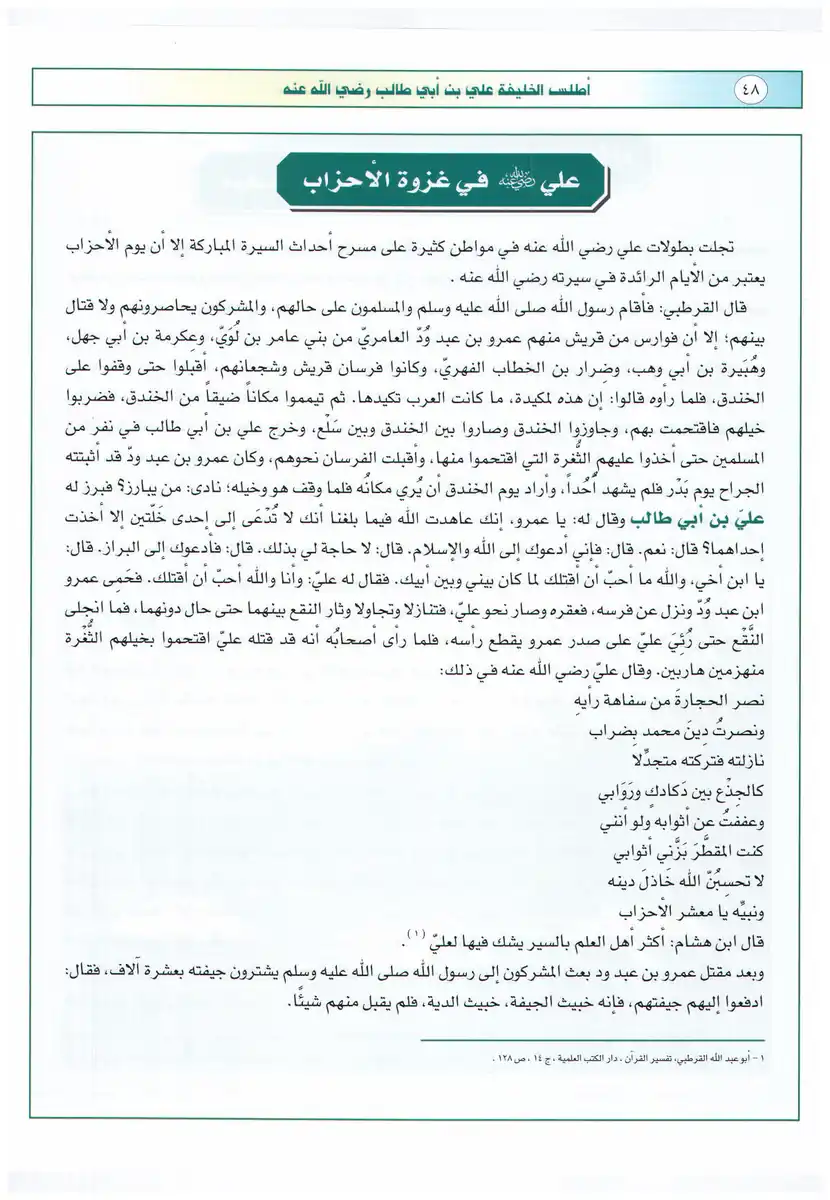 ٤٨
أطلس الخليفة علي بن أبي طالب رضي الله عنه
علي رضي الله عنه في غزوة الأحزاب
تجلت بطولات علي رضي الله عنه في مواطن كثيرة على مسرح أحداث السيرة المباركة إلا أن يوم الأحزاب
يعتبر من الأيام الرائدة في سيرته رضي الله عنه .
قال القرطبي: فأقام رسول الله صلى الله عليه وسلم والمسلمون على حالهم، والمشركون يحاصرونهم ولا قتال
بينهم؛ إلا أن فوارس من قريش منهم عمرو بن عبد وُدّ العامريّ من بني عامر بن لُوَيّ، وعِكرمة بن أبي جهل،
وهُبَيرة بن أبي وهب، وضِرار بن الخطاب الفهريّ، وكانوا فرسان قريش وشجعانهم، أقبلوا حتى وقفوا على
الخندق، فلما رأوه قالوا: إن هذه لمكيدة، ما كانت العرب تكيدها. ثم تيمموا مكاناً ضيقاً من الخندق، فضربوا
خيلهم فاقتحمت بهم، وجاوزوا الخندق وصاروا بين الخندق وبين سَلْع، وخرج علي بن أبي طالب في نفر من
المسلمين حتى أخذوا عليهم الثُّغرة التي اقتحموا منها، وأقبلت الفرسان نحوهم، وكان عمرو بن عبد ودّ قد أثبتته
الجراح يوم بَدْر فلم يشهد أُحُداً، وأراد يوم الخندق أن يُري مكانُه فلما وقف هو وخيله؛ نادى: من يبارز؟ فبرز له
عليّ بن أبي طالب وقال له: يا عمرو، إنك عاهدت الله فيما بلغنا أنك لا تُدْعَى إلى إحدى خَلّتين إلا أخذت
إحداهما؟ قال: نعم. قال: فإني أدعوك إلى الله والإسلام. قال: لا حاجة لي بذلك. قال: فأدعوك إلى البراز. قال:
يا ابن أخي، والله ما أحبّ أن أقتلك لما كان بيني وبين أبيك. فقال له عليّ: وأنا والله أحبّ أن أقتلك. فحَمِى عمرو
ابن عبد وُدّ ونزل عن فرسه، فعقره وصار نحو عليّ، فتنازلا وتجاولا وثار النقع بينهما حتى حال دونهما، فما انجلى
النَّقْع حتى رُئِيَ عليّ على صدر عمرو يقطع رأسه، فلما رأى أصحابُه أنه قد قتله عليّ اقتحموا بخيلهم الثُّغْرة
منهزمين هاربين. وقال عليّ رضي الله عنه في ذلك:
نصر الحجارةَ من سفاهة رأيهِ
ونصرتُ دِينَ محمد بِضراب
نازلته فتركته متجدِّلا
كالجِذْع بين دَكادكٍ ورَوَابي
وعففتُ عن أثوابه ولو أنني
كنت المقطَّرَ بَزَّني أثوابي
لا تحسِبُنّ الله خَاذلَ دينه
ونبيِّه يا معشر الأحزاب
قال ابن هشام: أكثر أهل العلم بالسير يشك فيها لعليّ (١).
وبعد مقتل عمرو بن عبد ود بعث المشركون إلى رسول الله صلى الله عليه وسلم يشترون جيفته بعشرة آلاف، فقال:
ادفعوا إليهم جيفتهم، فإنه خبيث الجيفة، خبيث الدية، فلم يقبل منهم شيئًا.
١ – أبو عبد الله القرطبي، تفسير القرآن ، دار الكتب العلمية ، ج ١٤ ، ص ١٢٨ .